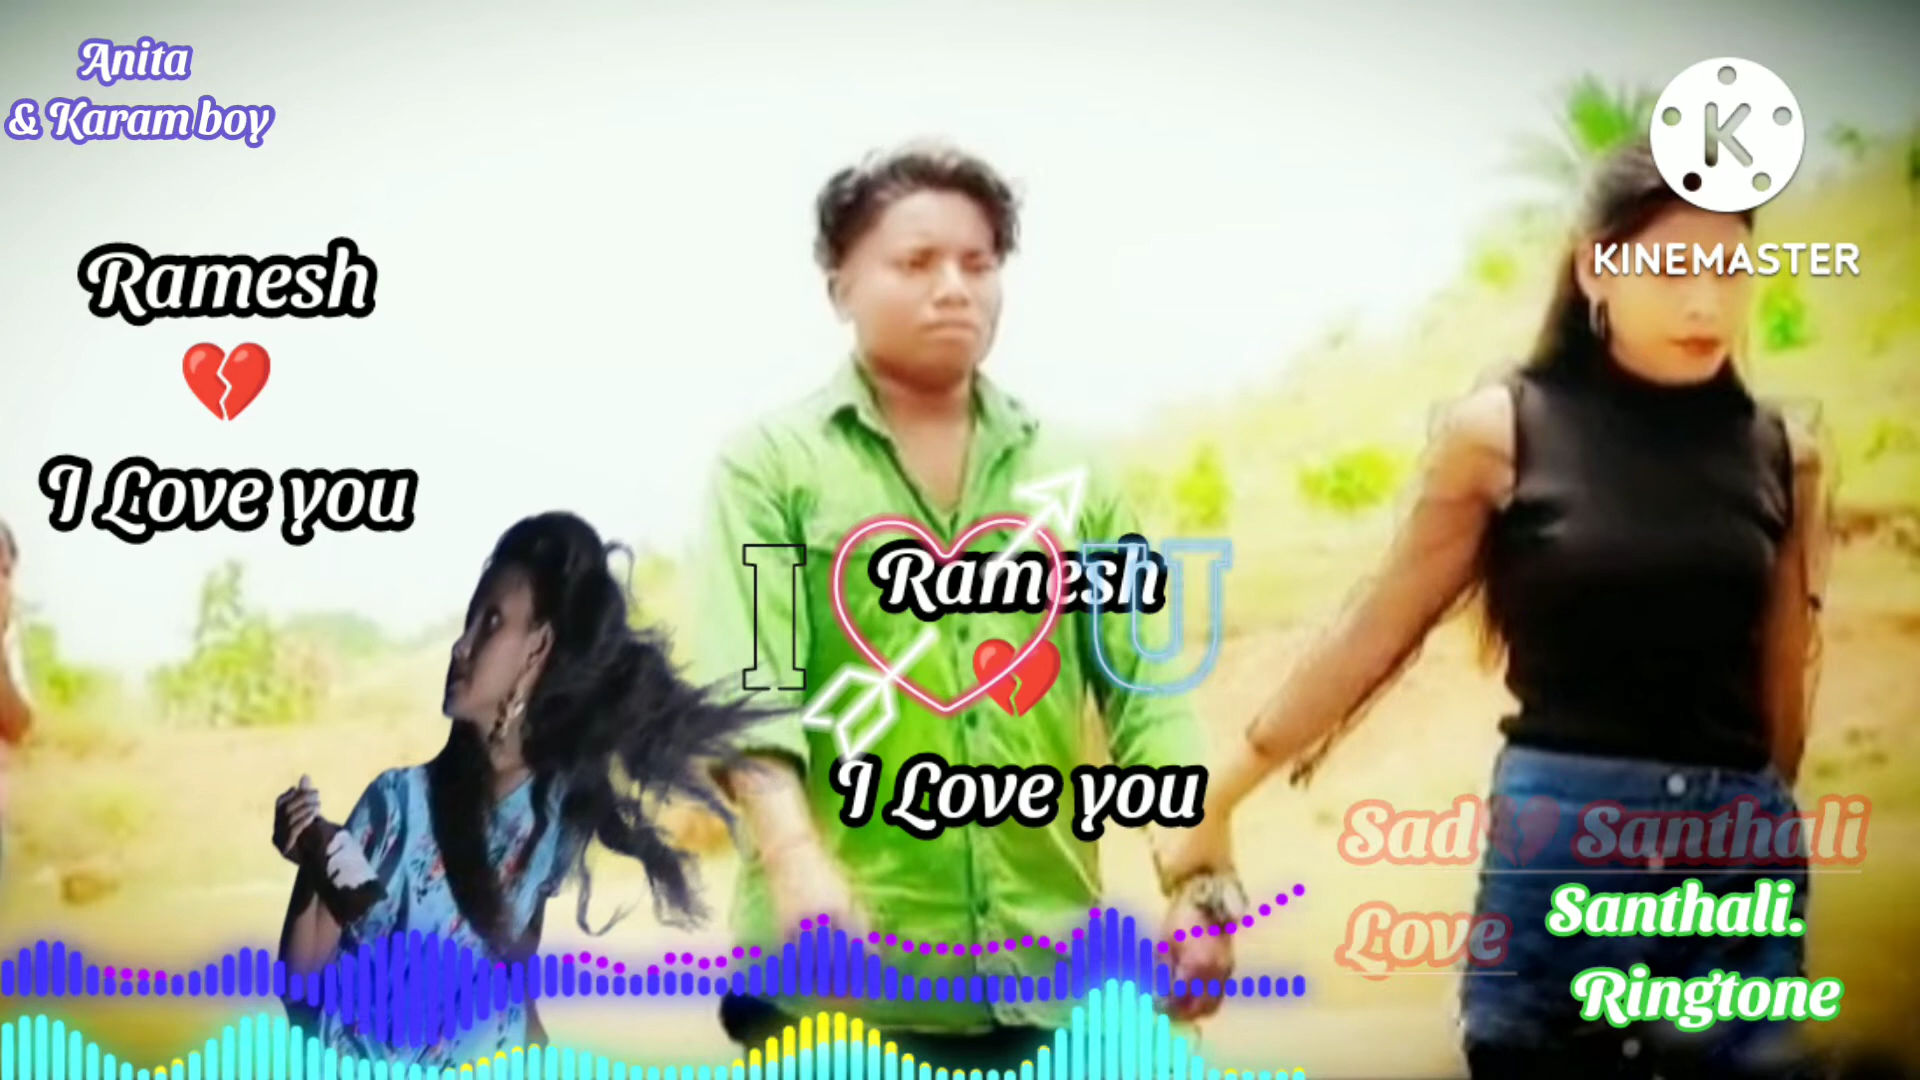 Anita
& Karam boy
K
KINEMASTER
Ramesh
💔
I Love you
I U
Ramesh
💔
I Love you
Sad 💔 Santhali
Love
Santhali.
Ringtone